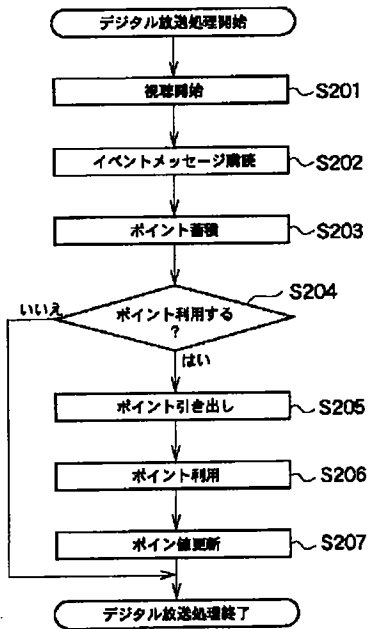 デジタル放送処理開始
視聴開始
S201
イベントメッセージ購読
S202
ポイント蓄積
S203
S204
ポイント利用する
?
いいえ
はい
ポイント引き出し
S205
ポイント利用
S206
ポイン値更新
S207
デジタル放送処理終了